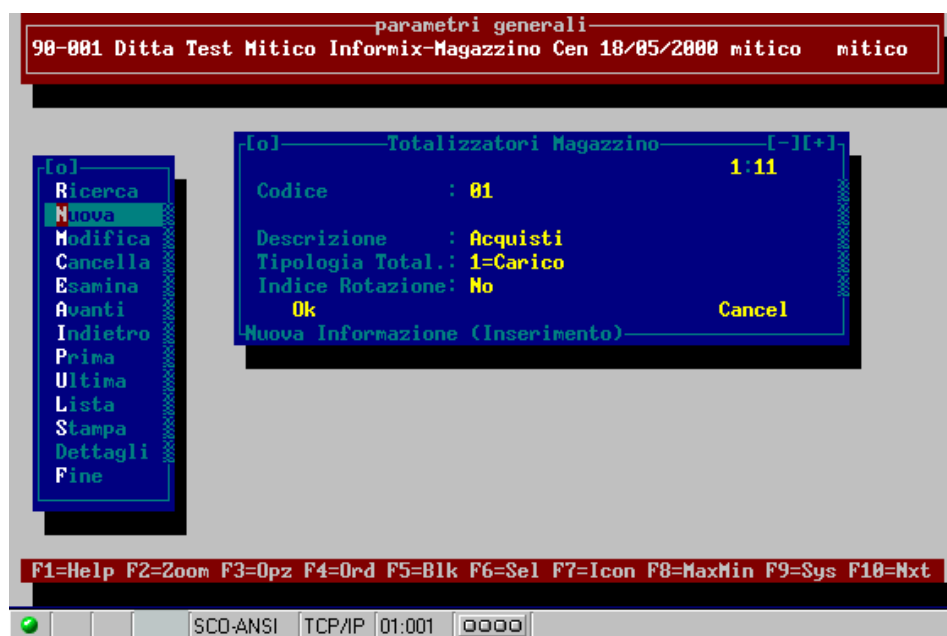 parametri generali
90-001 Ditta Test Mitico Informix-Magazzino Cen 18/05/2000 mitico mitico
[o] Totalizzatori Magazzino [-][+]
1:11
Codice : 01
Descrizione : Acquisti
Tipologia Total.: 1=Carico
Indice Rotazione: No
Ok Cancel
Nuova Informazione (Inserimento)
[o]
Ricerca
Nuova
Modifica
Cancella
Esamina
Avanti
Indietro
Prima
Ultima
Lista
Stampa
Dettagli
Fine
F1=Help F2=Zoom F3=Opz F4=Ord F5=Blk F6=Sel F7=Icon F8=MaxMin F9=Sys F10=Nxt
SCO-ANSI TCP/IP 01:001